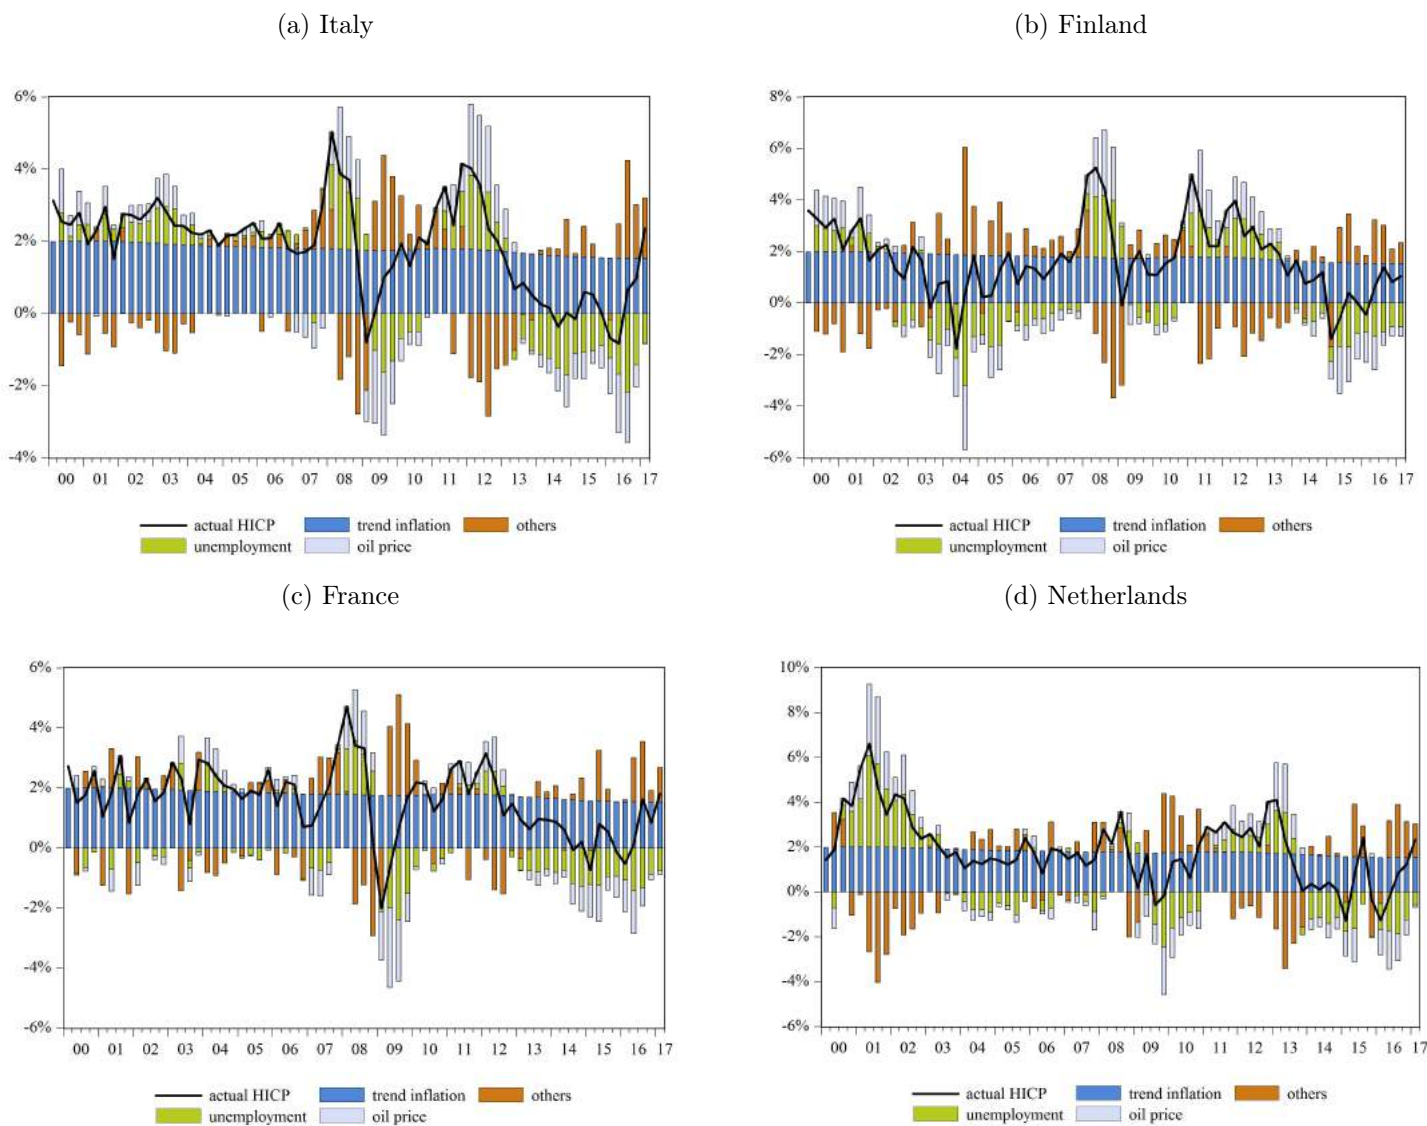 (a) Italy
(b) Finland
6%
4%
2%
0%
-2%
-4%
00 01 02 03 04 05 06 07 08 09 10 11 12 13 14 15 16 17
actual HICP trend inflation others
unemployment oil price
8%
6%
4%
2%
0%
-2%
-4%
-6%
00 01 02 03 04 05 06 07 08 09 10 11 12 13 14 15 16 17
actual HICP trend inflation others
unemployment oil price
(c) France
(d) Netherlands
6%
4%
2%
0%
-2%
-4%
-6%
00 01 02 03 04 05 06 07 08 09 10 11 12 13 14 15 16 17
actual HICP trend inflation others
unemployment oil price
10%
8%
6%
4%
2%
0%
-2%
-4%
-6%
00 01 02 03 04 05 06 07 08 09 10 11 12 13 14 15 16 17
actual HICP trend inflation others
unemployment oil price